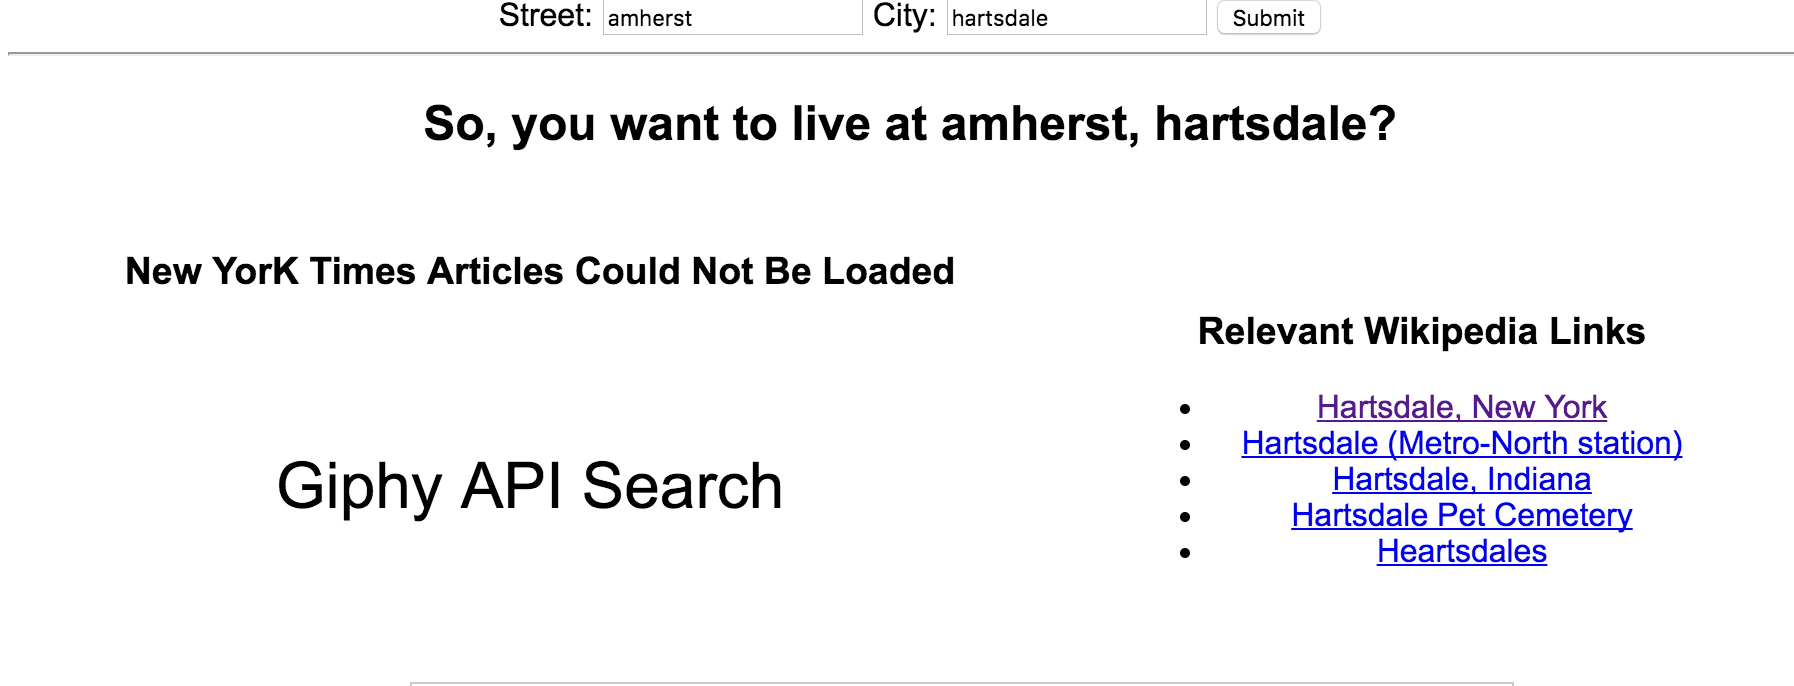 Street: amherst City: hartsdale Submit
So, you want to live at amherst, hartsdale?
New YorK Times Articles Could Not Be Loaded
Relevant Wikipedia Links
Hartsdale, New York
Hartsdale (Metro-North station)
Hartsdale, Indiana
Hartsdale Pet Cemetery
Heartsdales
Giphy API Search